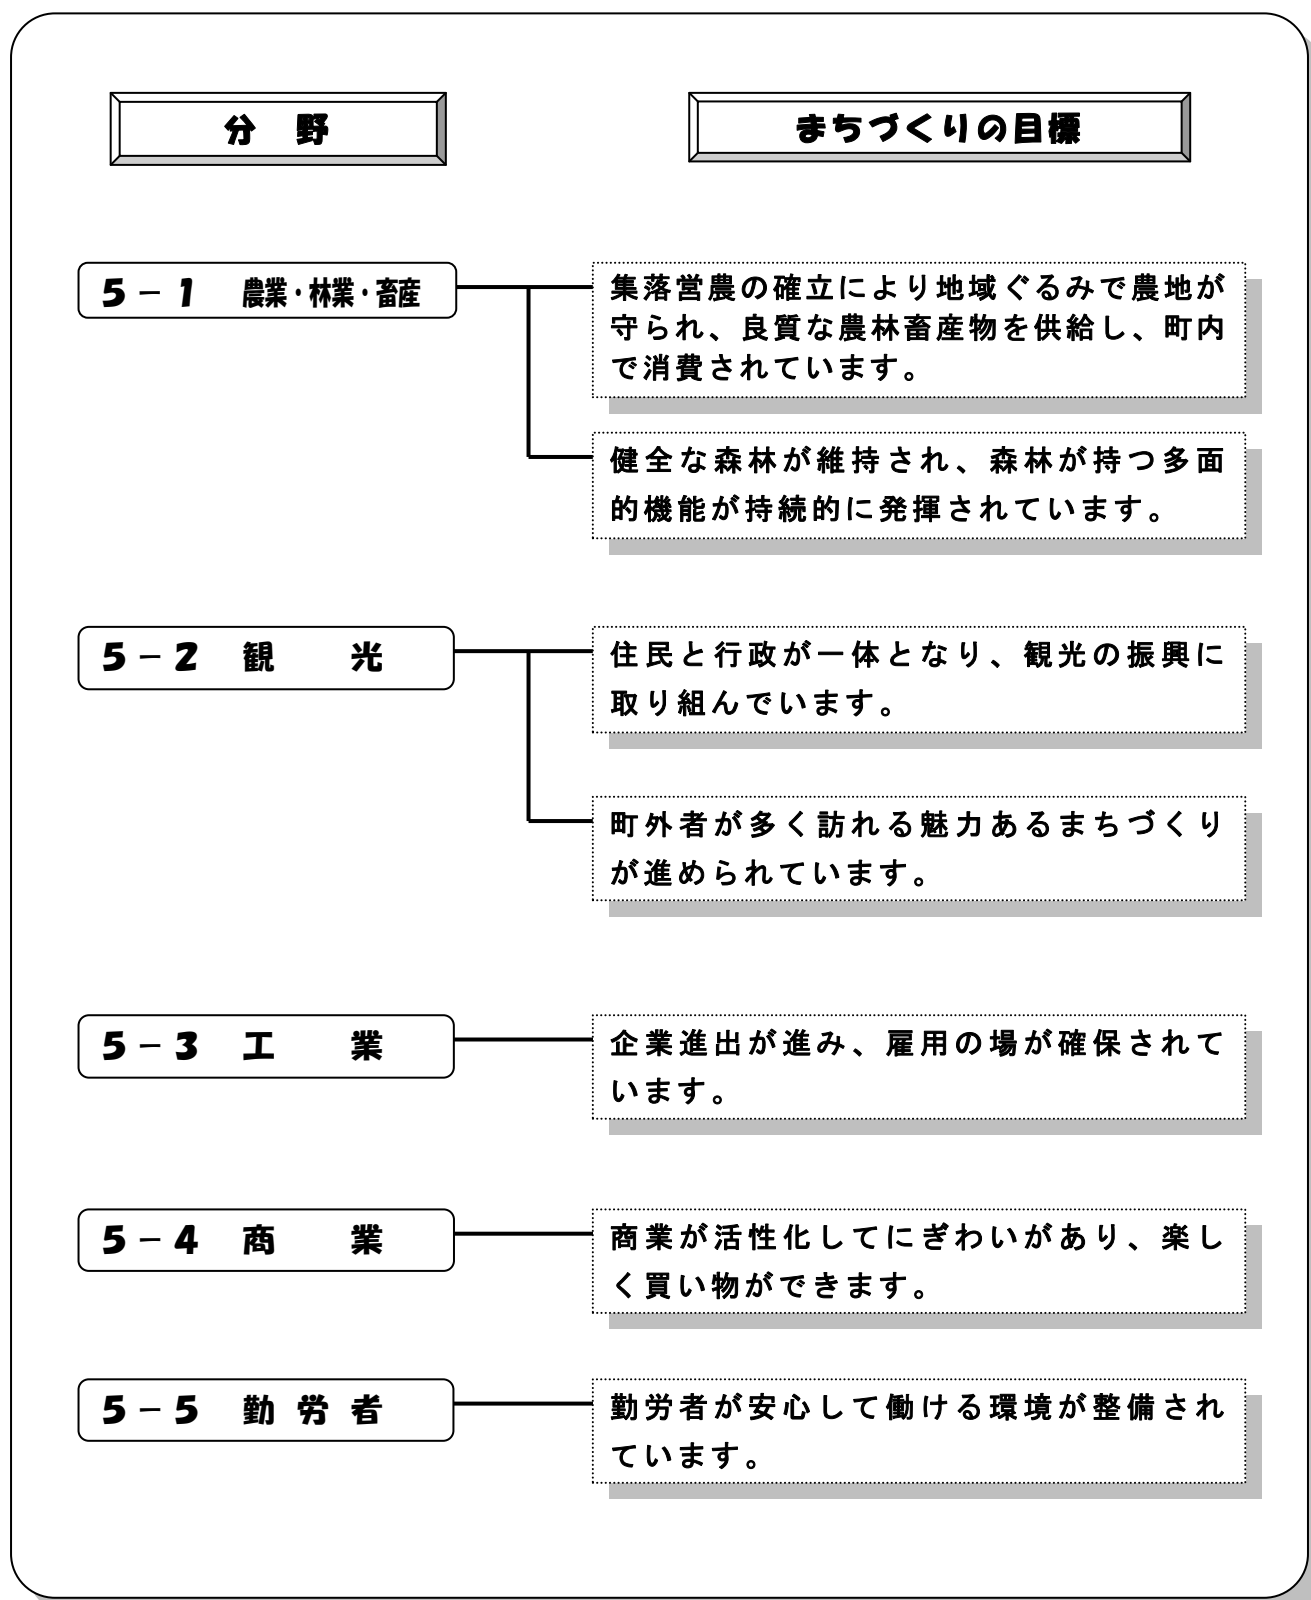 分　野
まちづくりの目標
５－１　農業・林業・畜産
集落営農の確立により地域ぐるみで農地が
守られ、良質な農林畜産物を供給し、町内
で消費されています。
健全な森林が維持され、森林が持つ多面
的機能が持続的に発揮されています。
５－２　観　　光
住民と行政が一体となり、観光の振興に
取り組んでいます。
町外者が多く訪れる魅力あるまちづくり
が進められています。
５－３　工　　業
企業進出が進み、雇用の場が確保されて
います。
５－４　商　　業
商業が活性化してにぎわいがあり、楽し
く買い物ができます。
５－５　勤 労 者
勤労者が安心して働ける環境が整備され
ています。